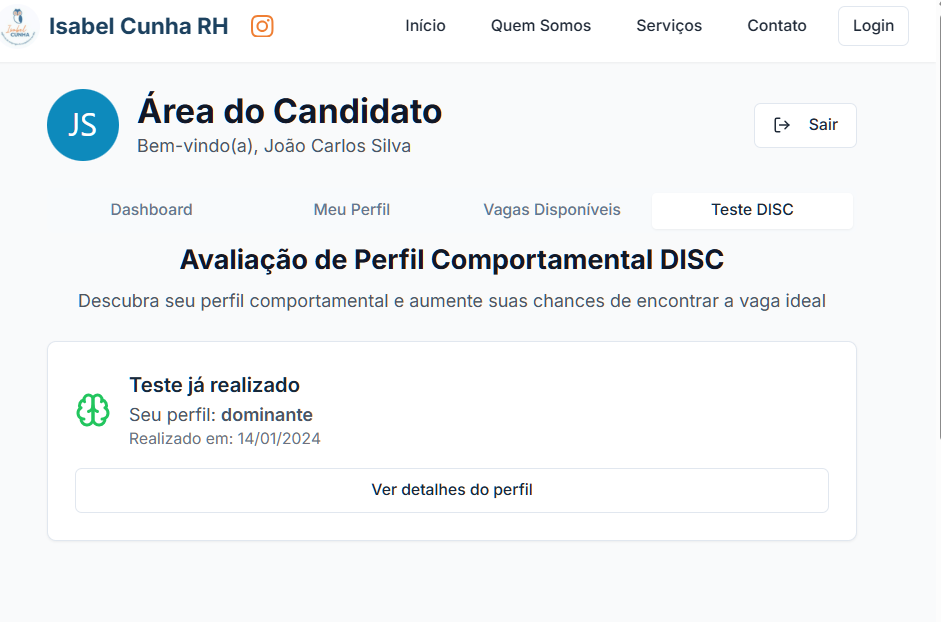 Isabel CUNHA
Isabel Cunha RH
Início Quem Somos Serviços Contato Login
JS
Área do Candidato
Bem-vindo(a), João Carlos Silva
Sair
Dashboard Meu Perfil Vagas Disponíveis Teste DISC
Avaliação de Perfil Comportamental DISC
Descubra seu perfil comportamental e aumente suas chances de encontrar a vaga ideal
Teste já realizado
Seu perfil: dominante
Realizado em: 14/01/2024
Ver detalhes do perfil